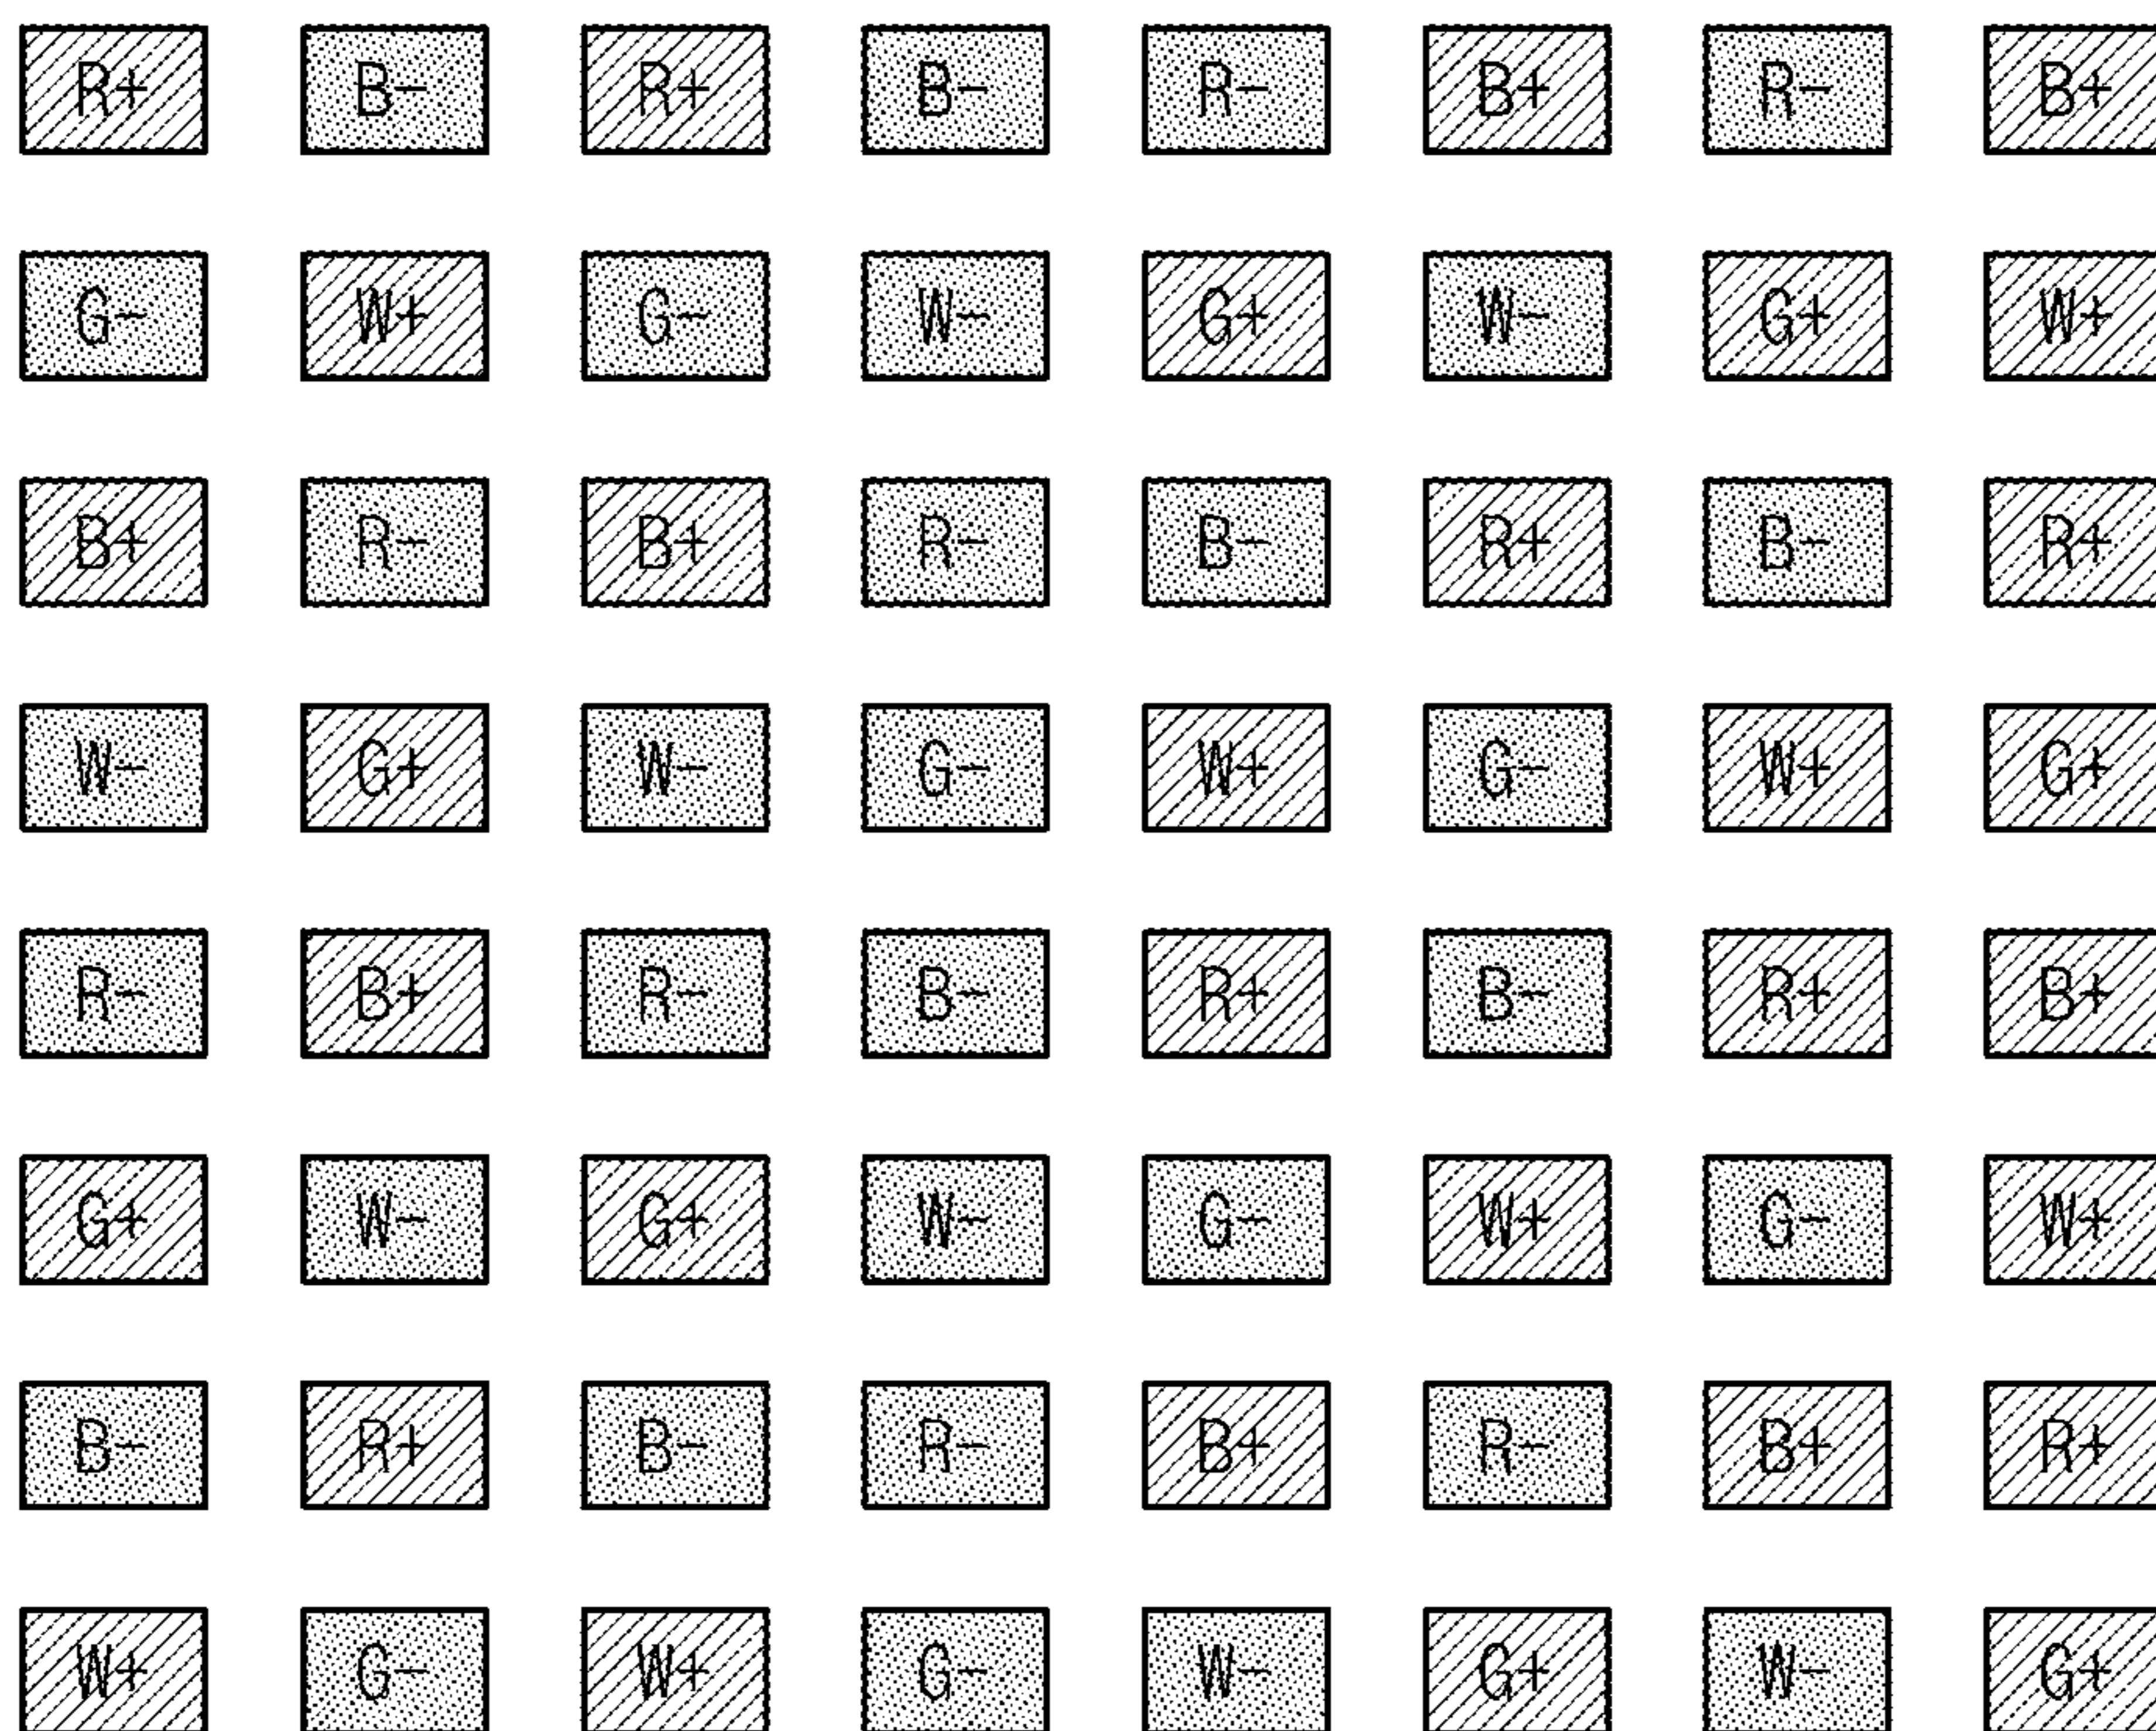 R+ B- R+ B- R- B+ R- B+
G- W+ G- W- G+ W- G+ W+
B+ R- B+ R- B- R+ B- R+
W- G+ W- G- W+ G- W+ G+
R- B+ R- B- R+ B- R+ B+
G+ W- G+ W- G- W+ G- W+
B- R+ B- R- B+ R- B+ R+
W+ G- W+ G- W- G+ W- G+